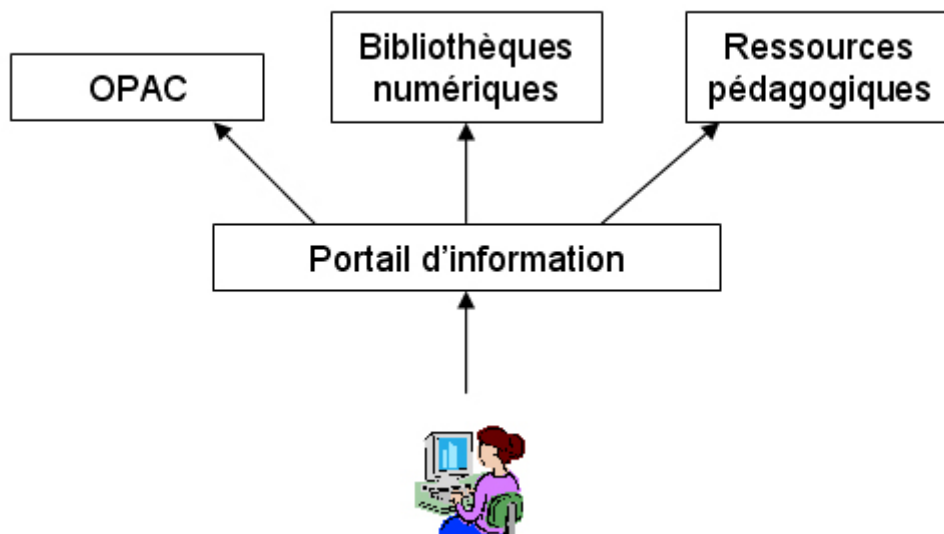 OPAC
Bibliothèques
numériques
Ressources
pédagogiques
Portail d'information